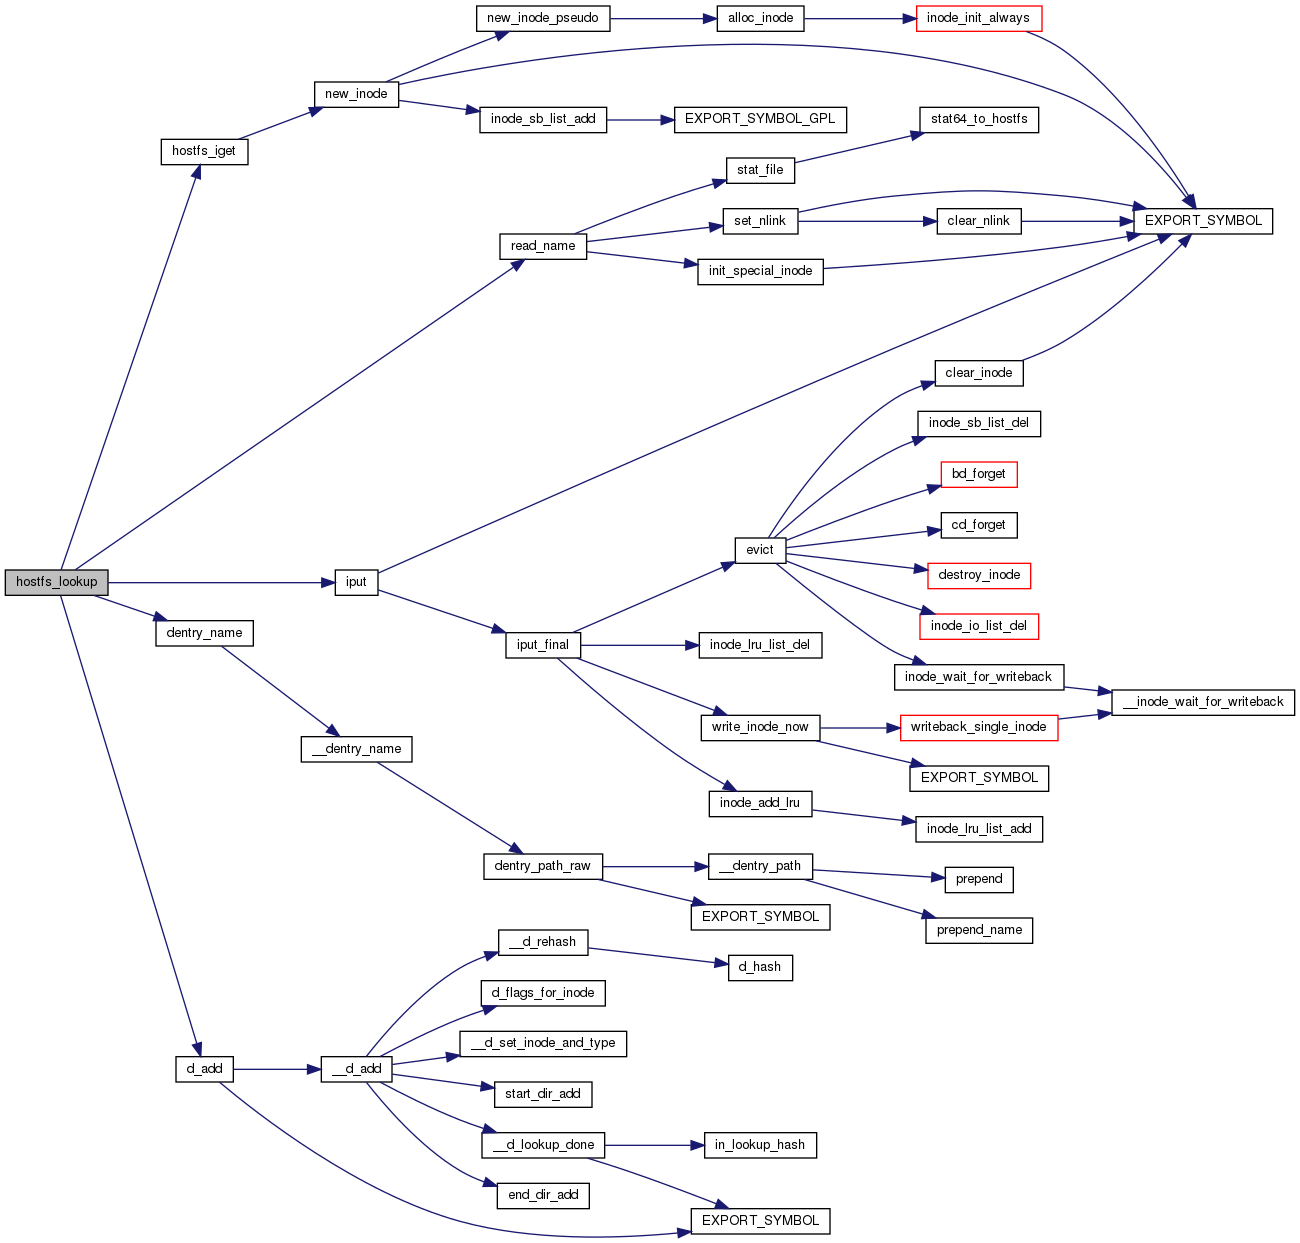 new_inode_pseudo
alloc_inode
inode_init_always
new_inode
inode_sb_list_add
EXPORT_SYMBOL_GPL
stat64_to_hostfs
hostfs_iget
stat_file
set_nlink
clear_nlink
EXPORT_SYMBOL
read_name
init_special_inode
clear_inode
inode_sb_list_del
bd_forget
cd_forget
evict
destroy_inode
hostfs_lookup
iput
inode_io_list_del
dentry_name
iput_final
inode_lru_list_del
inode_wait_for_writeback
__inode_wait_for_writeback
write_inode_now
writeback_single_inode
__dentry_name
EXPORT_SYMBOL
inode_add_lru
inode_lru_list_add
dentry_path_raw
__dentry_path
prepend
EXPORT_SYMBOL
prepend_name
__d_rehash
d_hash
d_flags_for_inode
__d_set_inode_and_type
d_add
__d_add
start_dir_add
__d_lookup_done
in_lookup_hash
end_dir_add
EXPORT_SYMBOL